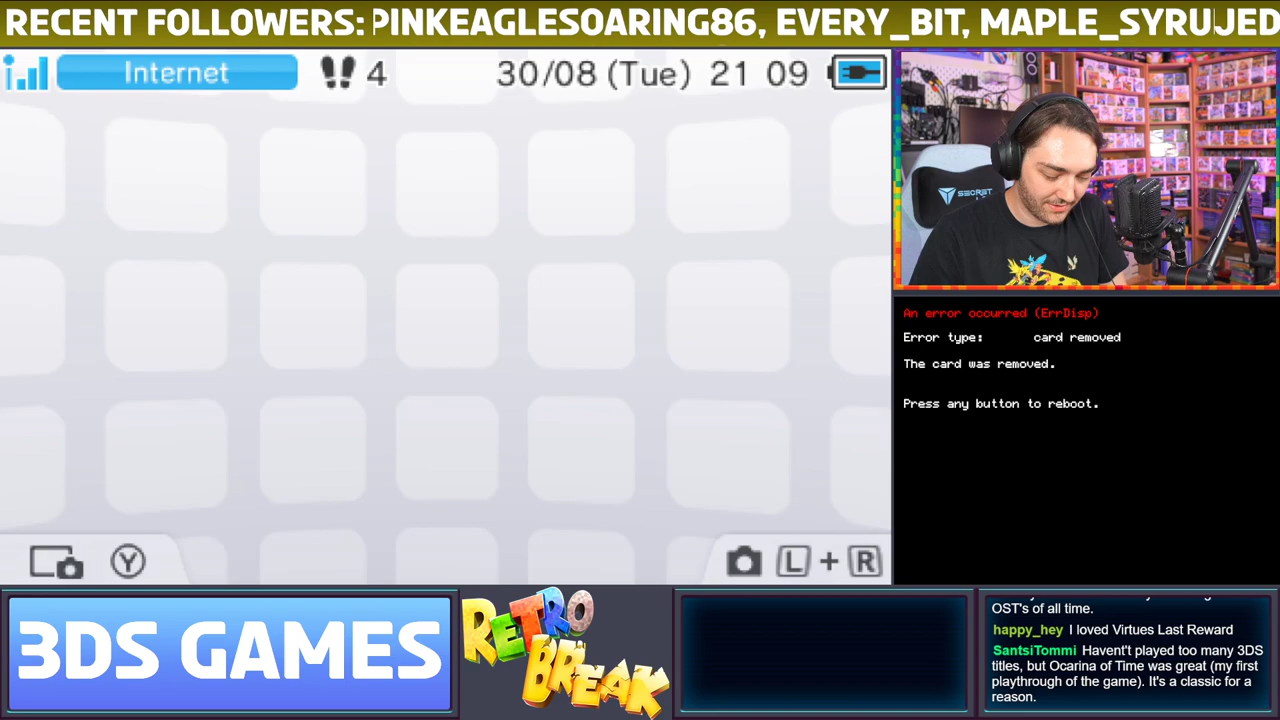 RECENT FOLLOWERS: PINKEAGLESOARING86, EVERY_BIT, MAPLE_SYRUJED
Internet
4
30/08 (Tue) 21 09
SECRET
An error occurred (ErrDisp)
Error type: card removed
The card was removed.
Press any button to reboot.
Y
L + R
3DS GAMES
RETRO
BREAK
OST's of all time.
happy_hey I loved Virtues Last Reward
SantsiTommi Haven't played too many 3DS
titles, but Ocarina of Time was great (my first
playthrough of the game). It's a classic for a
reason.